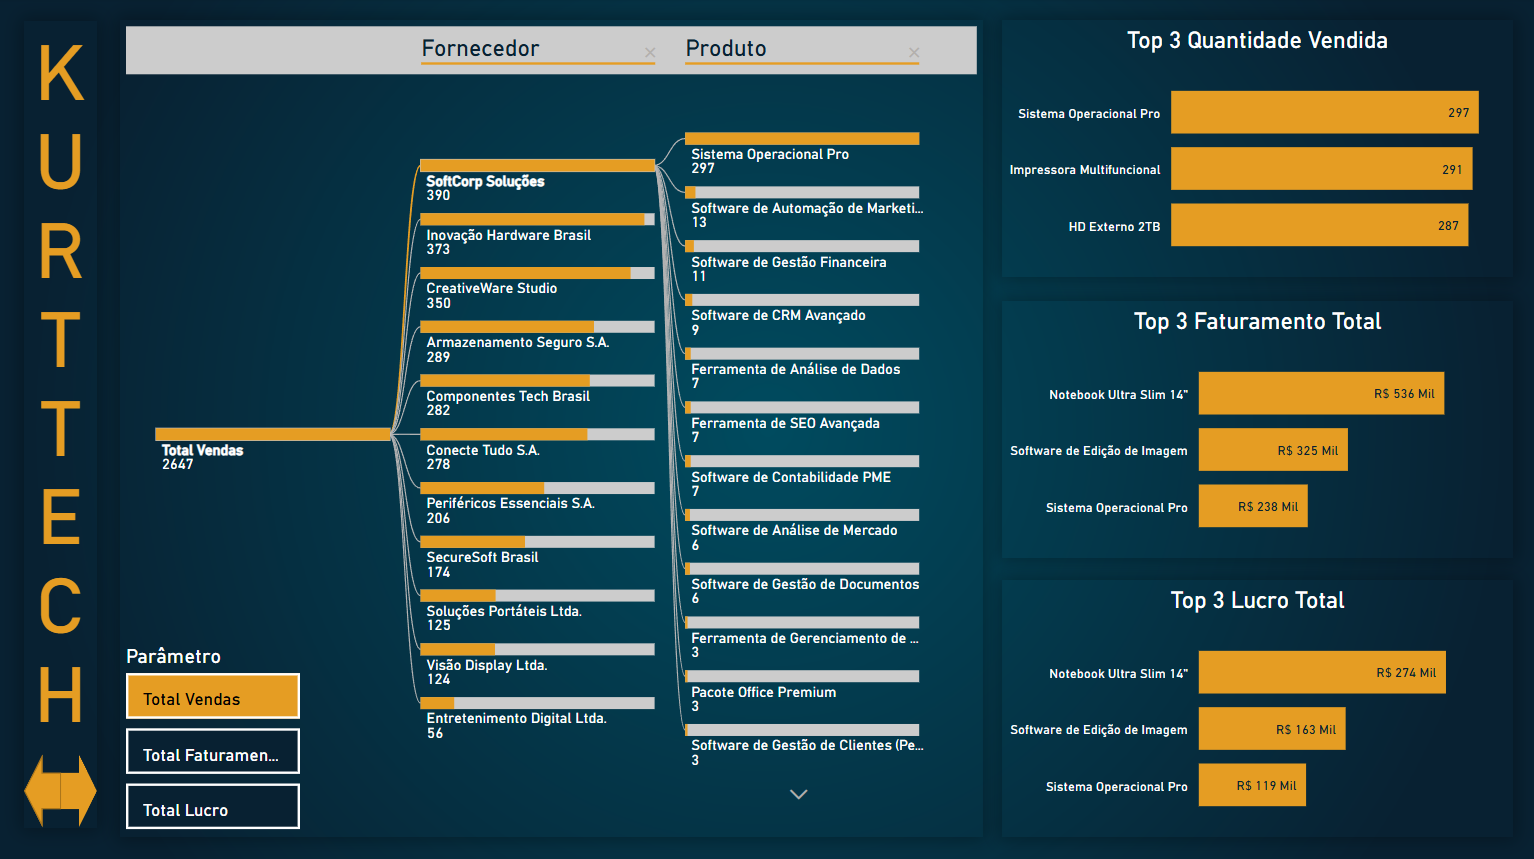 KURTTECH
Fornecedor
Produto
Total Vendas
2647
SoftCorp Soluções
390
Inovação Hardware Brasil
373
CreativeWare Studio
350
Armazenamento Seguro S.A.
289
Componentes Tech Brasil
282
Conecte Tudo S.A.
278
Periféricos Essenciais S.A.
206
SecureSoft Brasil
174
Soluções Portáteis Ltda.
125
Visão Display Ltda.
124
Entretenimento Digital Ltda.
56
Sistema Operacional Pro
297
Software de Automação de Marketi...
13
Software de Gestão Financeira
11
Software de CRM Avançado
9
Ferramenta de Análise de Dados
7
Ferramenta de SEO Avançada
7
Software de Contabilidade PME
7
Software de Análise de Mercado
6
Software de Gestão de Documentos
6
Ferramenta de Gerenciamento de ...
3
Pacote Office Premium
3
Software de Gestão de Clientes (Pe...
3
Parâmetro
Total Vendas
Total Faturamen...
Total Lucro
Top 3 Quantidade Vendida
Sistema Operacional Pro 297
Impressora Multifuncional 291
HD Externo 2TB 287
Top 3 Faturamento Total
Notebook Ultra Slim 14" R$ 536 Mil
Software de Edição de Imagem R$ 325 Mil
Sistema Operacional Pro R$ 238 Mil
Top 3 Lucro Total
Notebook Ultra Slim 14" R$ 274 Mil
Software de Edição de Imagem R$ 163 Mil
Sistema Operacional Pro R$ 119 Mil